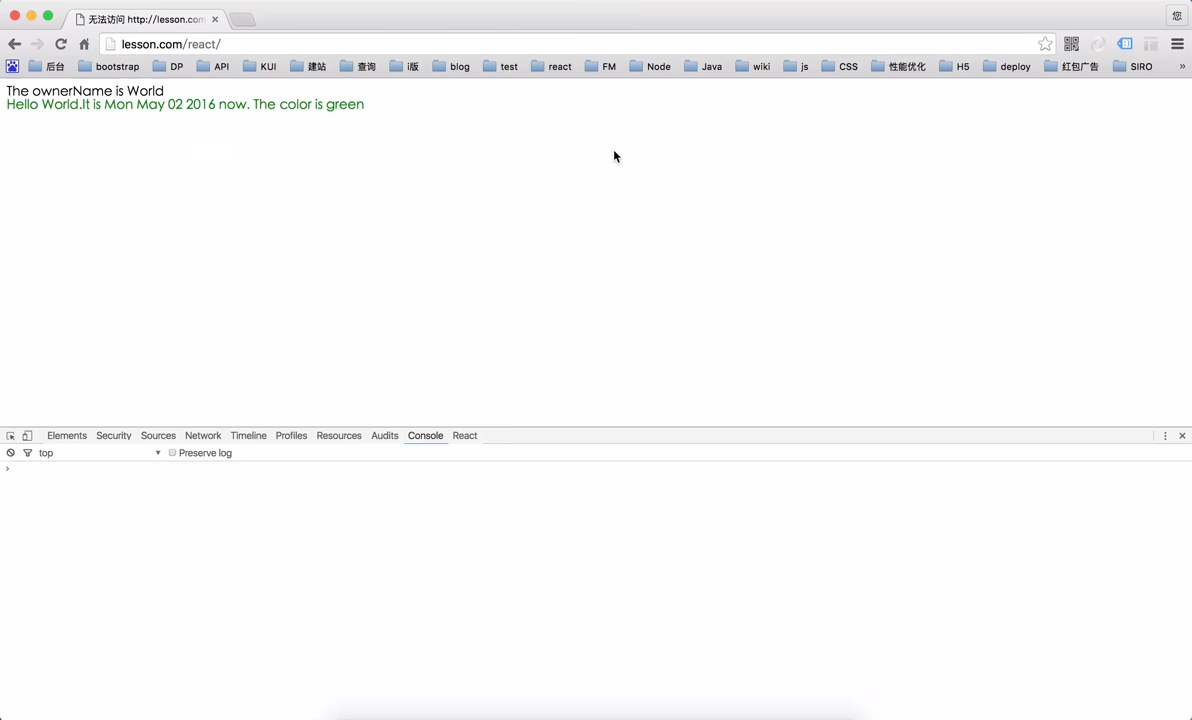 无法访问 http://lesson.com
您
lesson.com/react/
后台 bootstrap DP API KUI 建站 查询 i版 blog test react FM Node Java wiki js CSS 性能优化 H5 deploy 红包广告 SIRO »
The ownerName is World
Hello World.It is Mon May 02 2016 now. The color is green
Elements Security Sources Network Timeline Profiles Resources Audits Console React
top Preserve log